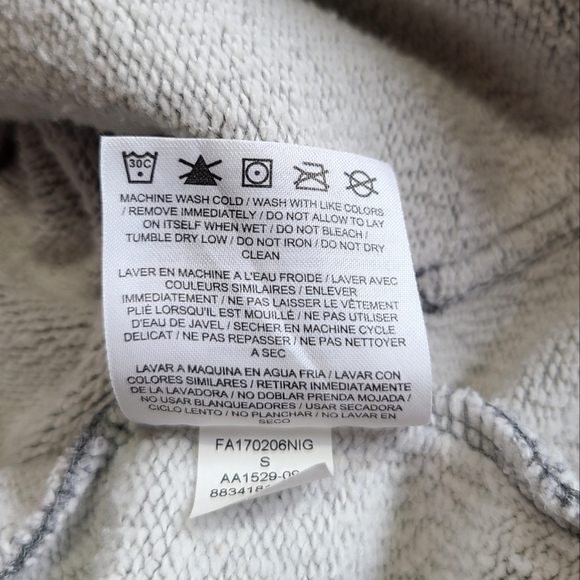 30C
MACHINE WASH COLD / WASH WITH LIKE COLORS
/ REMOVE IMMEDIATELY / DO NOT ALLOW TO LAY
ON ITSELF WHEN WET / DO NOT BLEACH /
TUMBLE DRY LOW / DO NOT IRON / DO NOT DRY
CLEAN
LAVER EN MACHINE A L'EAU FROIDE / LAVER AVEC
COULEURS SIMILAIRES / ENLEVER
IMMEDIATEMENT / NE PAS LAISSER LE VÊTEMENT
PLIÉ LORSQU'IL EST MOUILLÉ / NE PAS UTILISER
D'EAU DE JAVEL / SECHER EN MACHINE CYCLE
DELICAT / NE PAS REPASSER / NE PAS NETTOYER
A SEC
LAVAR A MAQUINA EN AGUA FRIA / LAVAR CON
COLORES SIMILARES / RETIRAR INMEDIATAMENTE
DE LA LAVADORA / NO DOBLAR PRENDA MOJADA /
NO USAR BLANQUEADORES / USAR SECADORA
CICLO LENTO / NO PLANCHAR / NO LAVAR EN
SECO
FA170206NIG
S